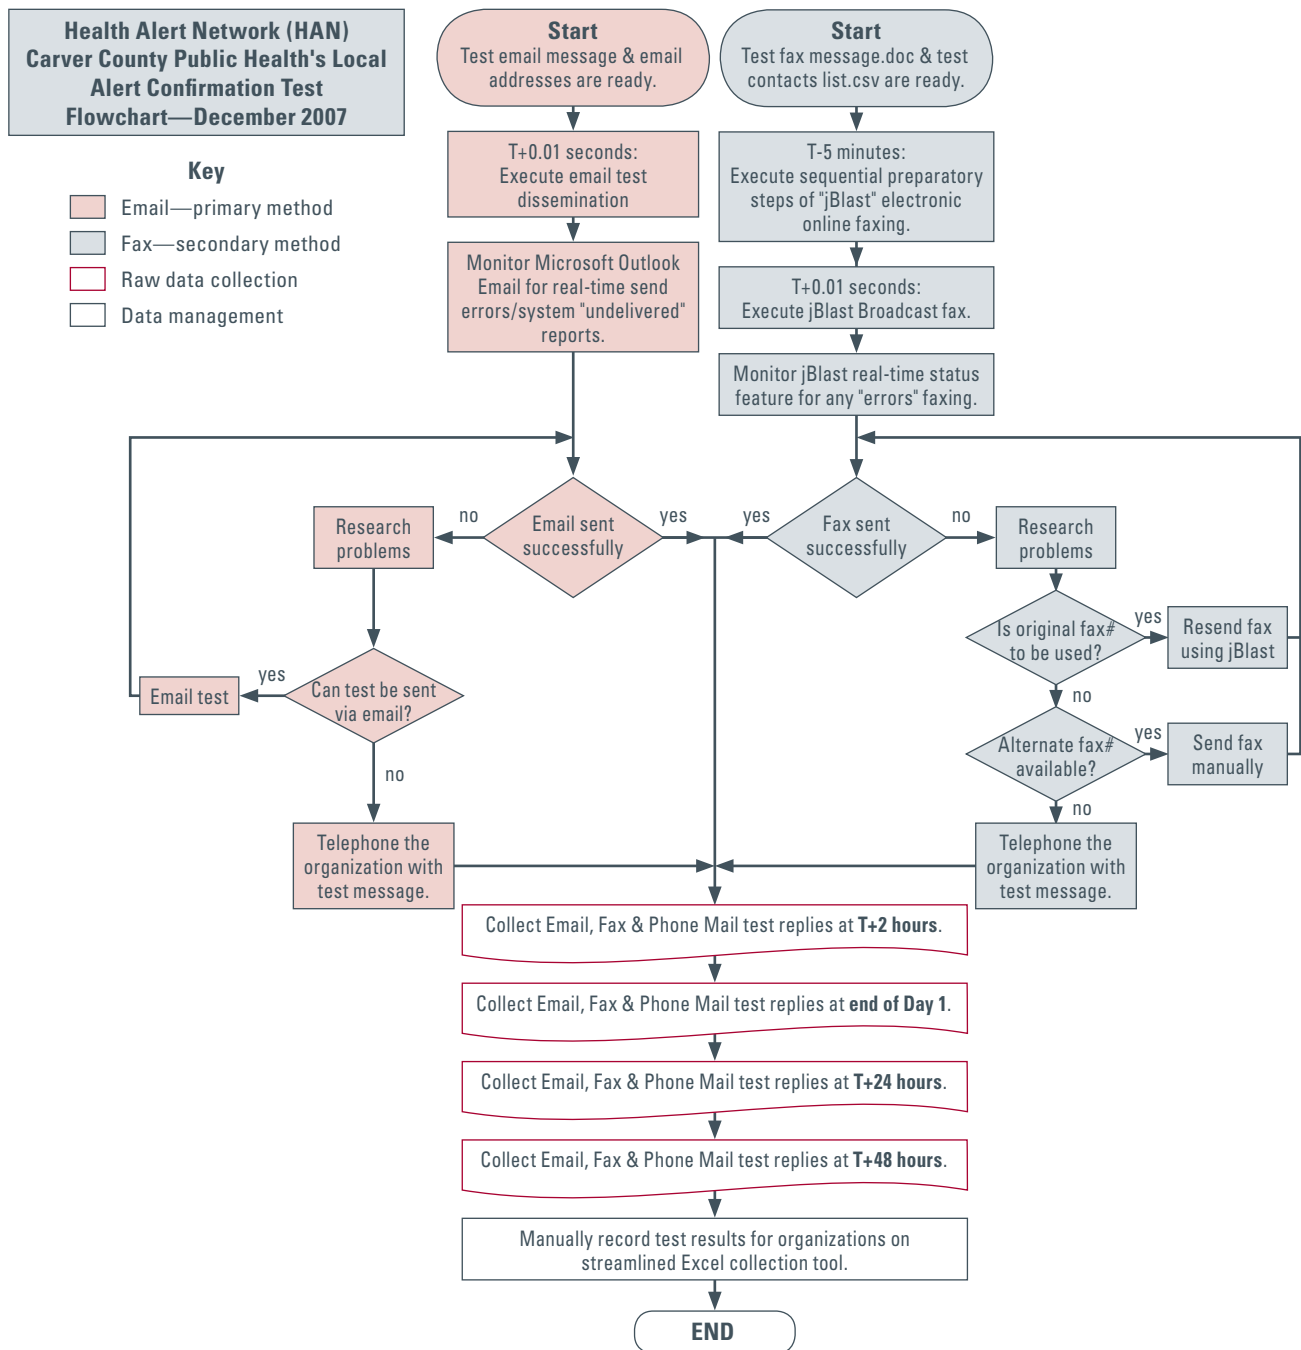 Health Alert Network (HAN)
Carver County Public Health's Local
Alert Confirmation Test
Flowchart—December 2007
Key
Email—primary method
Fax—secondary method
Raw data collection
Data management
Start
Test email message & email
addresses are ready.
T+0.01 seconds:
Execute email test
dissemination
Monitor Microsoft Outlook
Email for real-time send
errors/system "undelivered"
reports.
Start
Test fax message.doc & test
contacts list.csv are ready.
T-5 minutes:
Execute sequential preparatory
steps of "jBlast" electronic
online faxing.
T+0.01 seconds:
Execute jBlast Broadcast fax.
Monitor jBlast real-time status
feature for any "errors" faxing.
Email sent
successfully
no
yes
Research
problems
Can test be sent
via email?
yes
Email test
no
Telephone the
organization with
test message.
Fax sent
successfully
yes
no
Research
problems
Is original fax#
to be used?
yes
Resend fax
using jBlast
no
Alternate fax#
available?
yes
Send fax
manually
no
Telephone the
organization with
test message.
Collect Email, Fax & Phone Mail test replies at T+2 hours.
Collect Email, Fax & Phone Mail test replies at end of Day 1.
Collect Email, Fax & Phone Mail test replies at T+24 hours.
Collect Email, Fax & Phone Mail test replies at T+48 hours.
Manually record test results for organizations on
streamlined Excel collection tool.
END